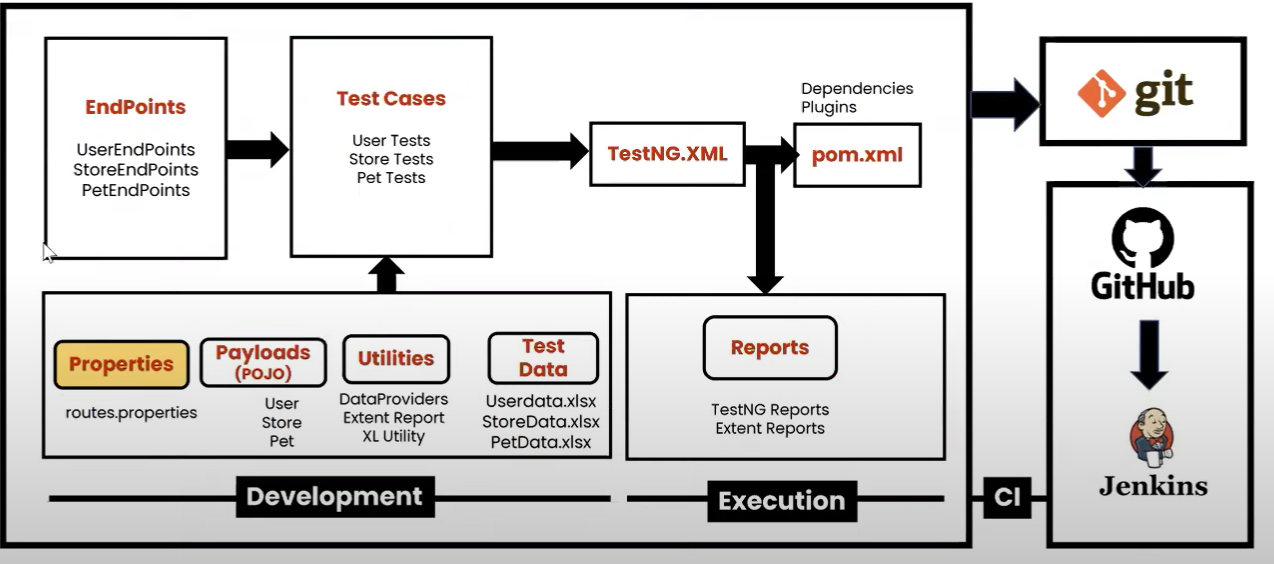 EndPoints
UserEndPoints
StoreEndPoints
PetEndPoints
Test Cases
User Tests
Store Tests
Pet Tests
TestNG.XML
Dependencies
Plugins
pom.xml
git
Properties
routes.properties
Payloads
(POJO)
User
Store
Pet
Utilities
DataProviders
Extent Report
XL Utility
Test
Data
Userdata.xlsx
StoreData.xlsx
PetData.xlsx
Reports
TestNG Reports
Extent Reports
GitHub
Jenkins
Development
Execution
CI